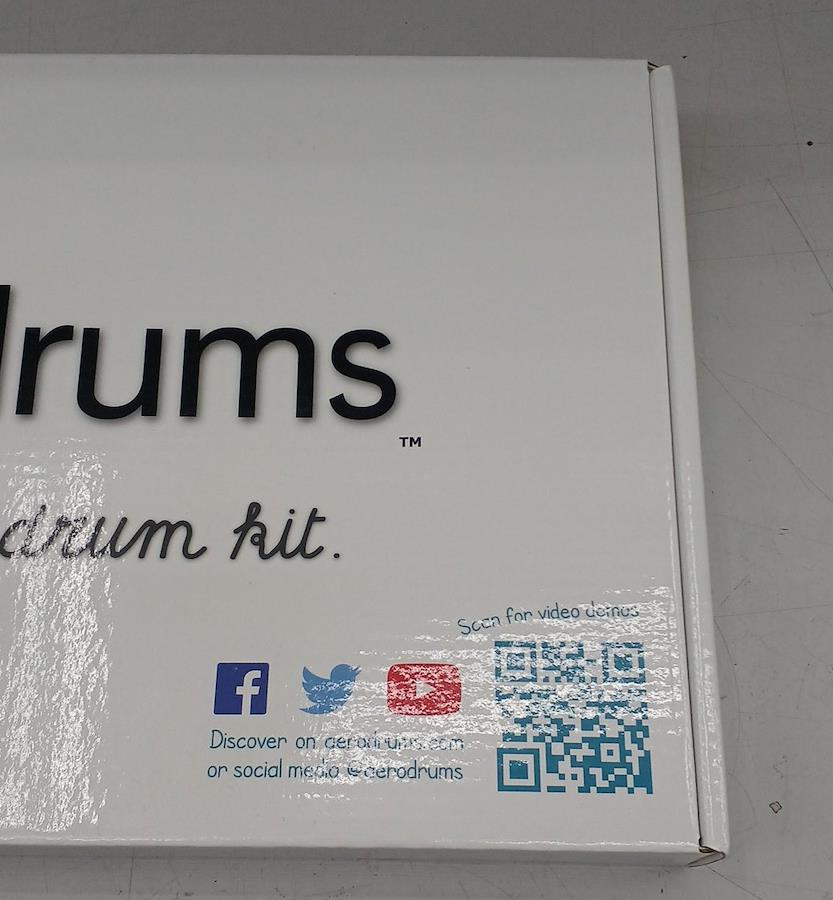 drums
TM
drum kit.
Scan for video demos
f
Discover on aerodrums.com
or social media @aerodrums